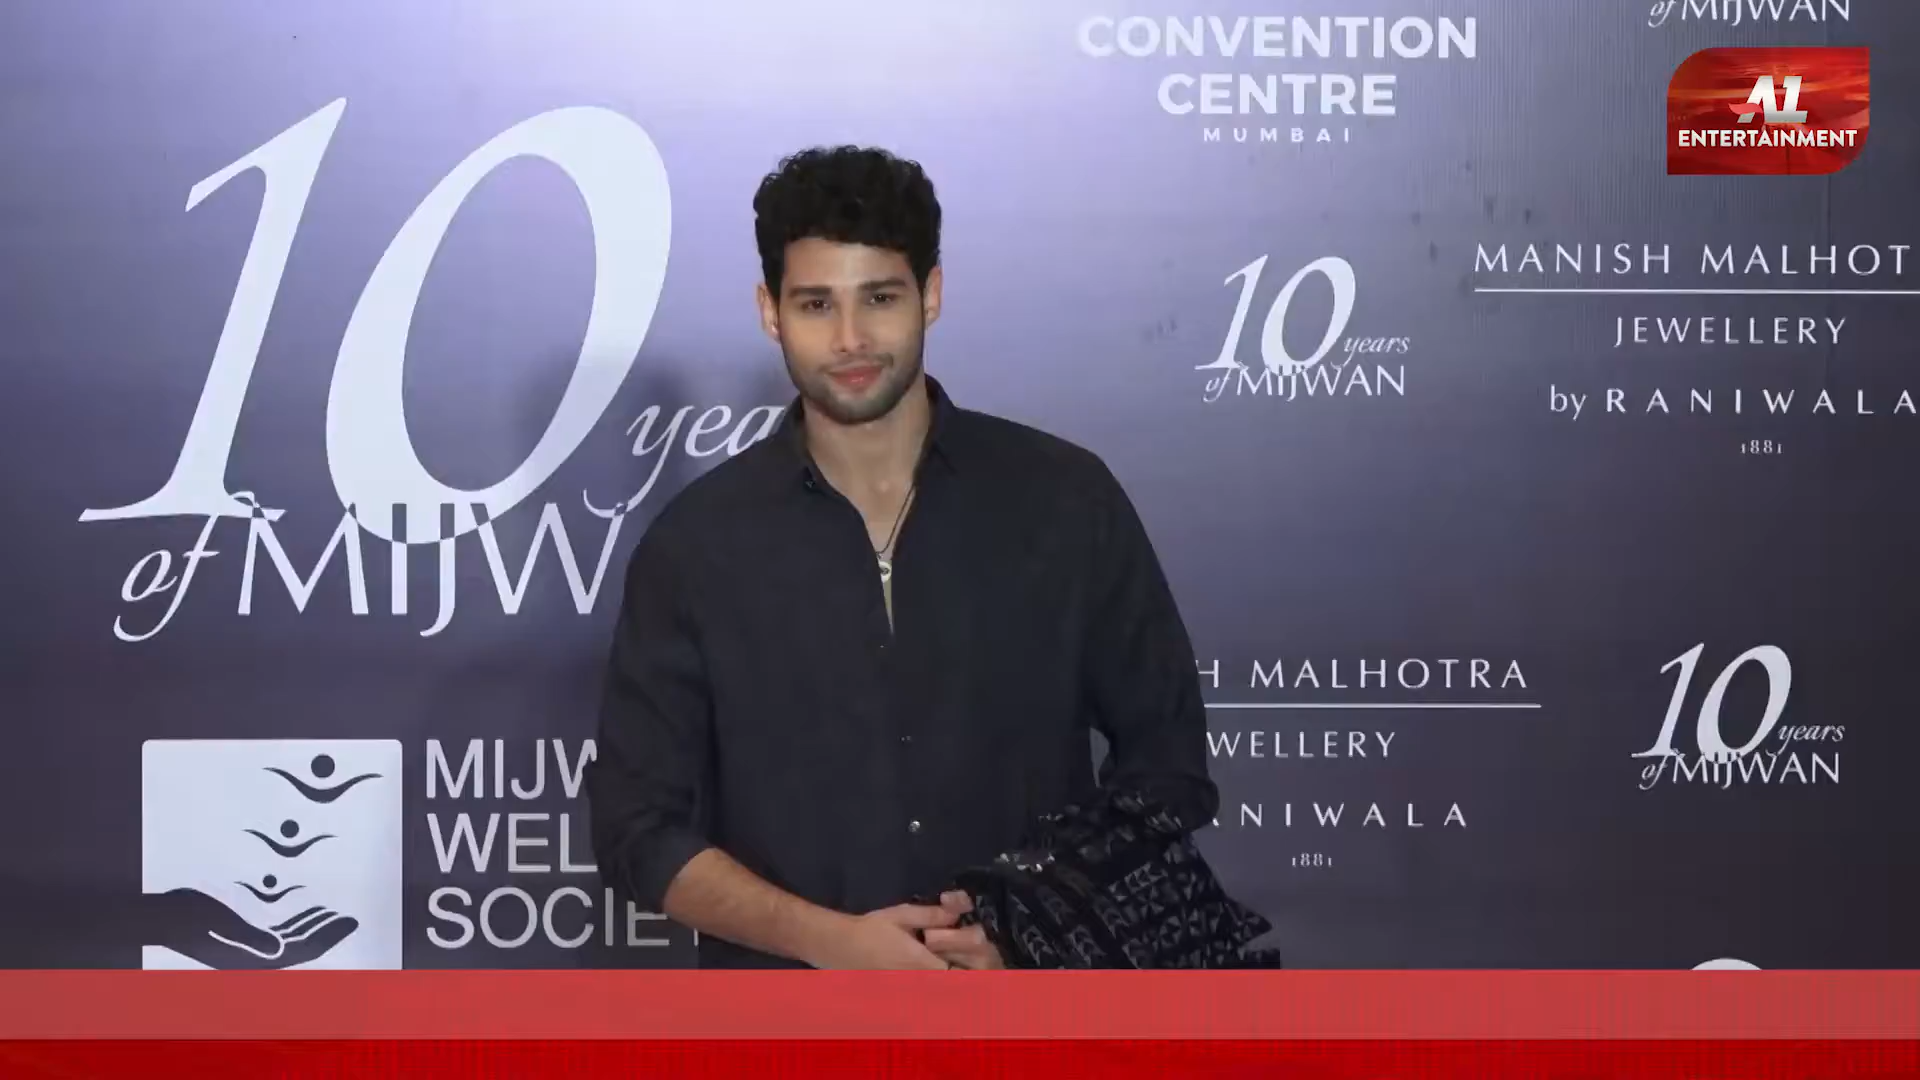 of MIJWAN
CONVENTION
CENTRE
MUMBAI
A1
ENTERTAINMENT
10
of MIJW
10 years
of MIJWAN
MANISH MALHOT
JEWELLERY
by RANIWALA
1881
H MALHOTRA
WELLERY
ANIWALA
1881
10 years
of MIJWAN
MIJW
WEL
SOCIET